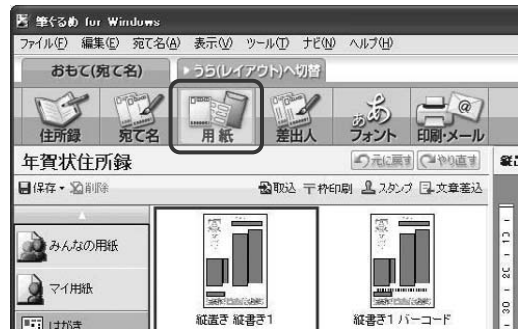 筆ぐるめ for Windows
ファイル(F) 編集(E) 宛て名(A) 表示(V) ツール(T) ナビ(N) ヘルプ(H)
おもて(宛て名) うら(レイアウト)へ切替
住所録 宛て名 用紙 差出人 フォント 印刷・メール
年賀状住所録 元に戻す やり直す
保存 削除 取込 〒枠印刷 スタンプ 文章差込
みんなの用紙
マイ用紙
はがき
縦置き 縦書き1 縦書き1 バーコード